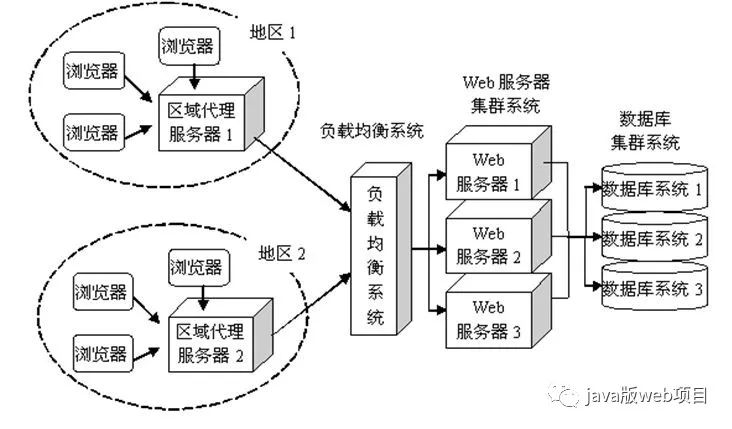 地区 1
浏览器
浏览器
浏览器
区域代理
服务器 1
地区 2
浏览器
浏览器
浏览器
区域代理
服务器 2
负载均衡系统
负载均衡系统
Web 服务器
集群系统
Web
服务器 1
Web
服务器 2
Web
服务器 3
数据库
集群系统
数据库系统 1
数据库系统 2
数据库系统 3
java版web项目